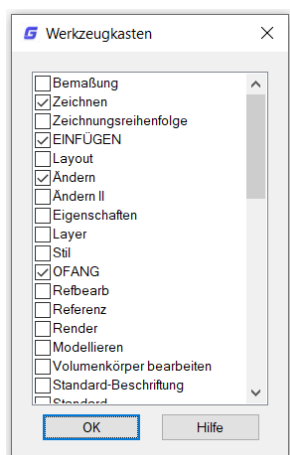 Werkzeugkasten
Bemaßung
Zeichnen
Zeichnungsreihenfolge
EINFÜGEN
Layout
Ändern
Ändern II
Eigenschaften
Layer
Stil
OFANG
Refbearb
Referenz
Render
Modellieren
Volumenkörper bearbeiten
Standard-Beschriftung
Standard
OK Hilfe